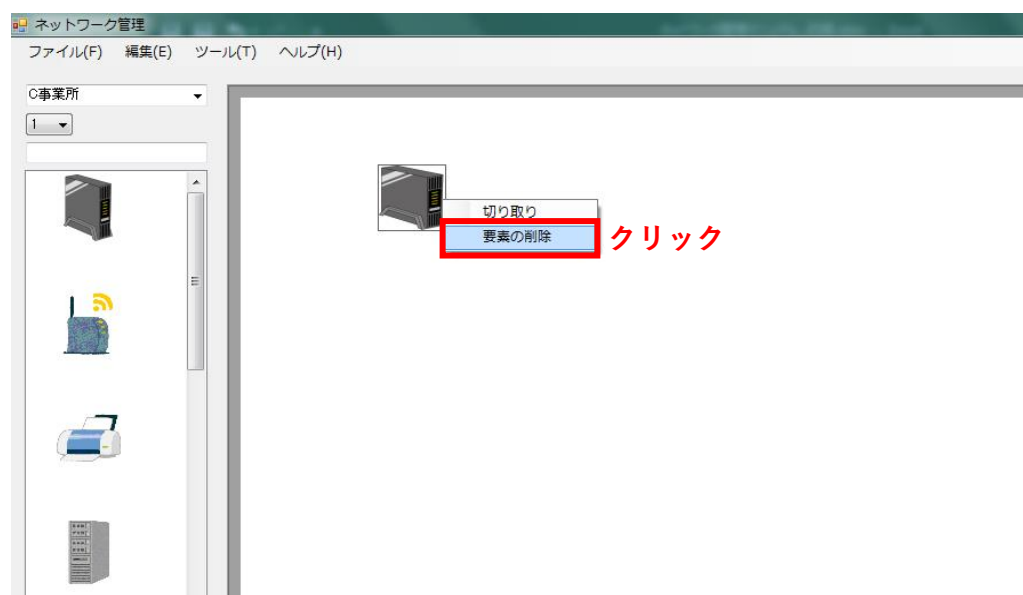 ネットワーク管理
ファイル(F) 編集(E) ツール(T) ヘルプ(H)
C事業所
1
切り取り
要素の削除
クリック